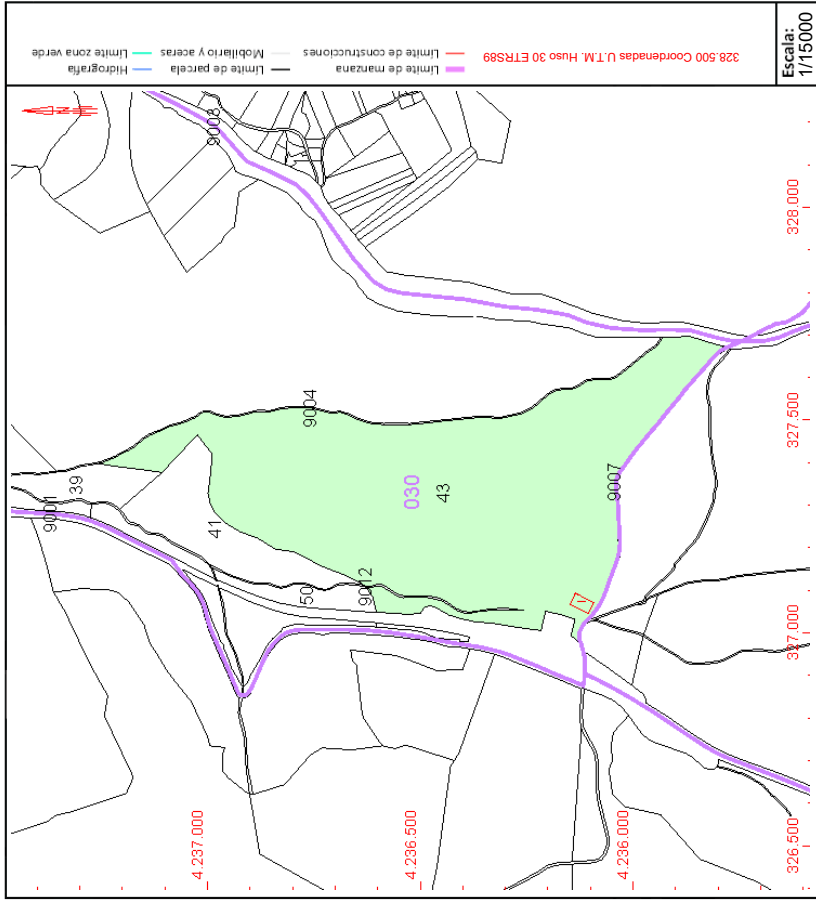 Límite de manzana
Límite de construcciones
Límite de parcela
Mobiliario y aceras
Hidrografía
Límite zona verde
328.500 Coordenadas U.T.M. Huso 30 ETRS89
Escala:
1/15000
N
9008
328.000
9004
327.500
39
9001
41
030
43
9007
50
9012
I
327.000
4.237.000
4.236.500
4.236.000
326.500